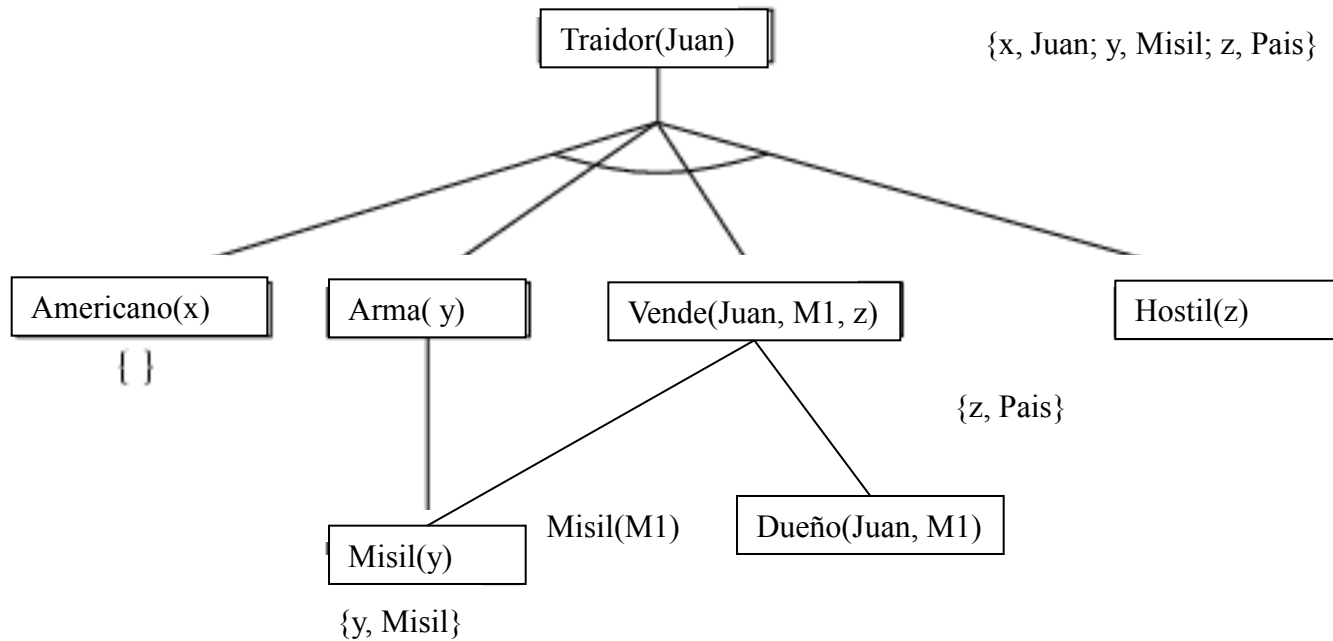 Traidor(Juan)
{x, Juan; y, Misil; z, Pais}
Americano(x)
Arma( y)
Vende(Juan, M1, z)
Hostil(z)
{ }
{z, Pais}
Misil(y)
Misil(M1)
Dueño(Juan, M1)
{y, Misil}